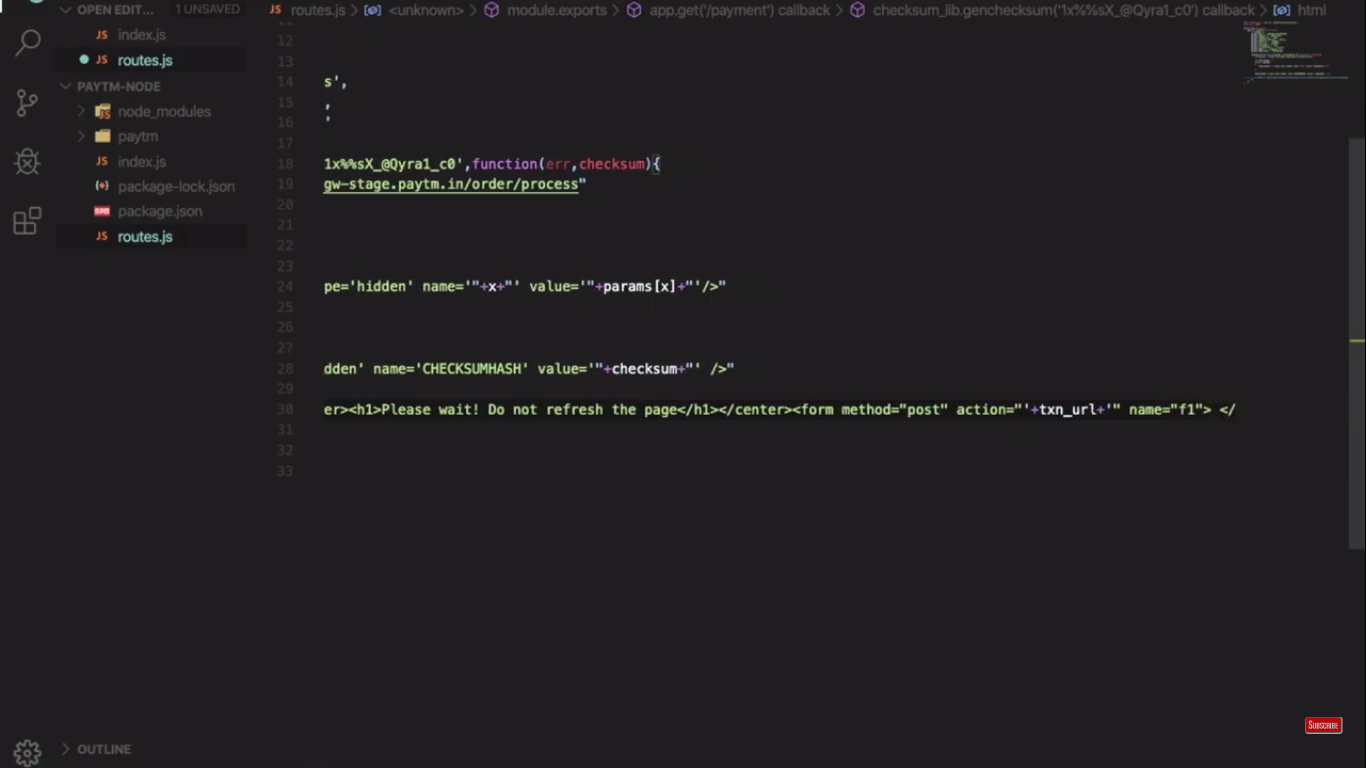 OPEN EDIT... 1 UNSAVED
routes.js > <unknown> > module.exports > app.get('/payment') callback > checksum_lib.genchecksum('1x%%sX_@Qyra1_c0') callback > html
JS index.js
JS routes.js
PAYTM-NODE
node_modules
paytm
JS index.js
package-lock.json
package.json
JS routes.js
12
13
14 s',
15 ,
16 '
17
18 1x%%sX_@Qyra1_c0',function(err,checksum){
19 gw-stage.paytm.in/order/process"
20
21
22
23
24 pe='hidden' name='"+x+"' value='"+params[x]+"'/>"
25
26
27
28 dden' name='CHECKSUMHASH' value='"+checksum+"' />"
29
30 er><h1>Please wait! Do not refresh the page</h1></center><form method="post" action="'+txn_url+'" name="f1"> </
31
32
33
SUBSCRIBE
OUTLINE